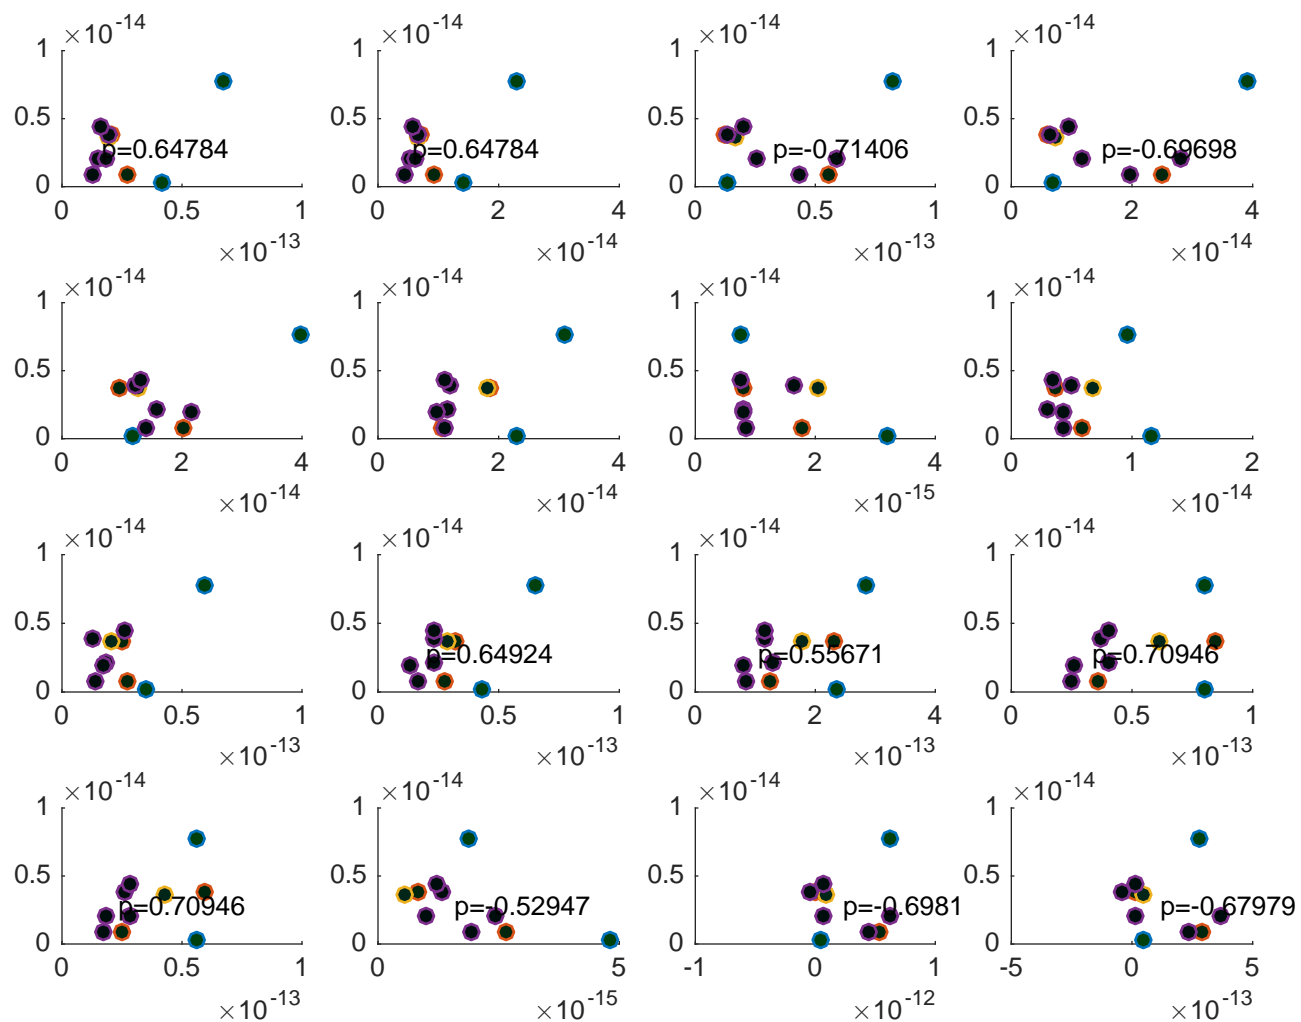 ×10-14 ×10-14 ×10-14 ×10-14
1 1 1 1
0.5 0.5 0.5 0.5
p=0.64784 p=0.64784 p=-0.71406 p=-0.69698
0 0 0 0
0 0.5 1 0 2 4 0 0.5 1 0 2 4
×10-13 ×10-14 ×10-13 ×10-14
×10-14 ×10-14 ×10-14 ×10-14
1 1 1 1
0.5 0.5 0.5 0.5
0 0 0 0
0 2 4 0 2 4 0 2 4 0 1 2
×10-14 ×10-14 ×10-15 ×10-14
×10-14 ×10-14 ×10-14 ×10-14
1 1 1 1
0.5 0.5 0.5 0.5
p=0.64924 p=0.55671 p=0.70946
0 0 0 0
0 0.5 1 0 0.5 1 0 2 4 0 0.5 1
×10-13 ×10-13 ×10-13 ×10-13
×10-14 ×10-14 ×10-14 ×10-14
1 1 1 1
0.5 0.5 0.5 0.5
p=0.70946 p=-0.52947 p=-0.6981 p=-0.67979
0 0 0 0
0 0.5 1 0 5 -1 0 1 -5 0 5
×10-13 ×10-15 ×10-12 ×10-13